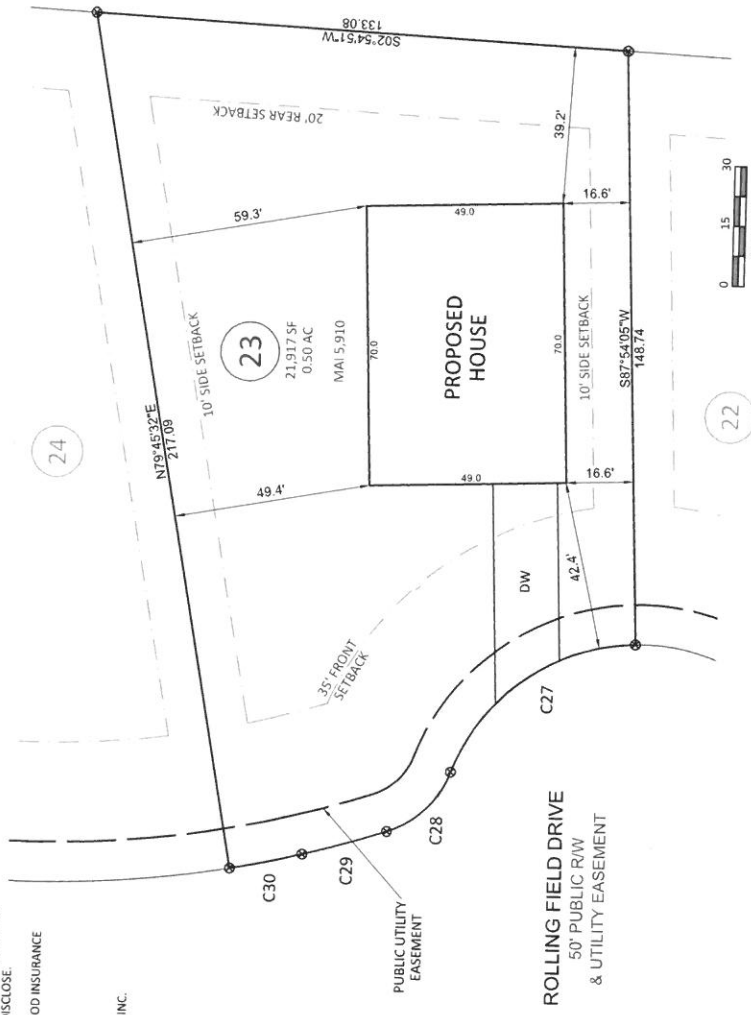 ISCLOSE.
OD INSURANCE
INC.
24
N79°45'32"E
217.09
10' SIDE SETBACK
S02°54'51"W
133.08
20' REAR SETBACK
59.3'
49.4'
23
21,917 SF
0.50 AC
MAI 5,910
70.0
49.0
PROPOSED
HOUSE
49.0
70.0
39.2'
16.6'
16.6'
10' SIDE SETBACK
S87°54'05"W
148.74
35' FRONT
SETBACK
DW
42.4'
C30
C29
C28
C27
PUBLIC UTILITY
EASEMENT
ROLLING FIELD DRIVE
50' PUBLIC R/W
& UTILITY EASEMENT
22
0 15 30